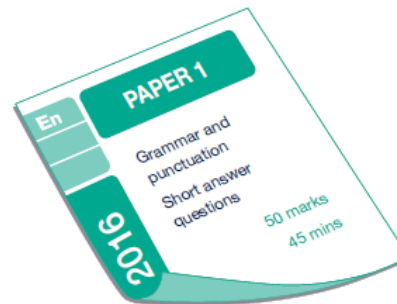 En
PAPER 1
Grammar and
punctuation
Short answer
questions
50 marks
45 mins
2016